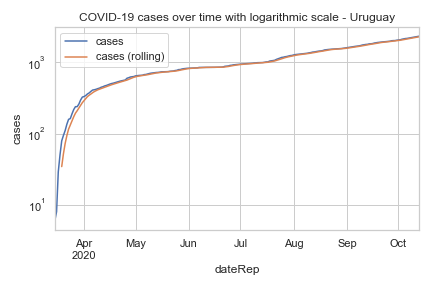 COVID-19 cases over time with logarithmic scale - Uruguay
cases
cases (rolling)
10³
10²
10¹
cases
Apr
2020
May
Jun
Jul
Aug
Sep
Oct
dateRep